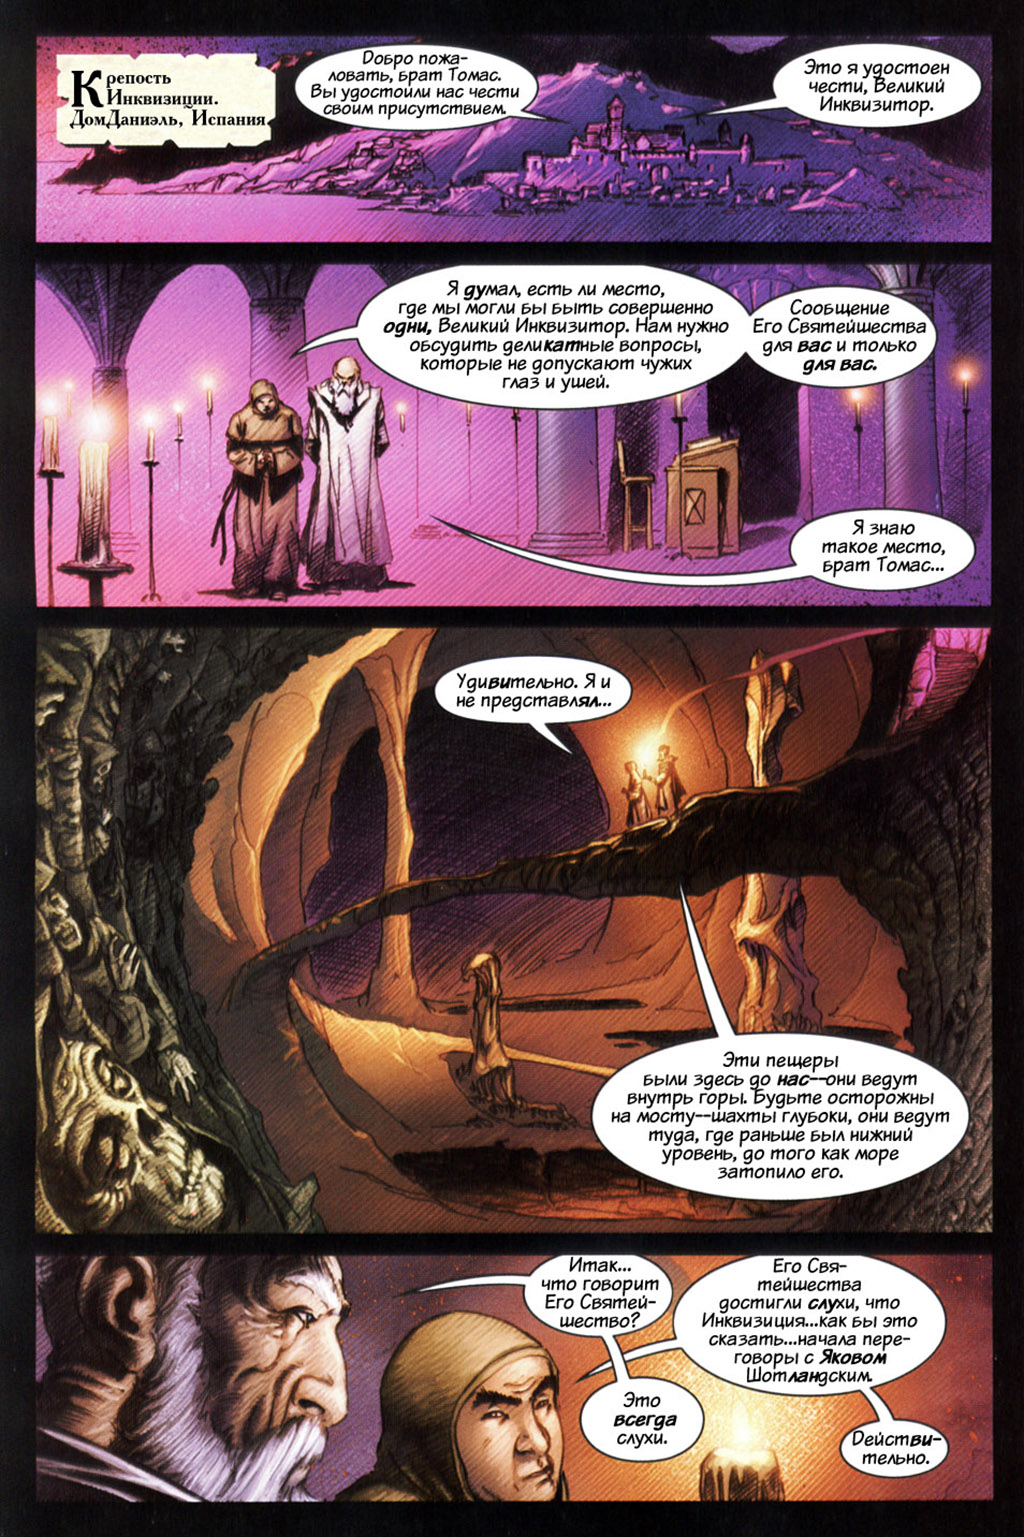 Крепость
Инквизиции.
ДомДаниэль, Испания
Добро пожа-
ловать, брат Томас.
Вы удостоили нас чести
своим присутствием.
Это я удостоен
чести, Великий
Инквизитор.
Я думал, есть ли место,
где мы могли бы быть совершенно
одни, Великий Инквизитор. Нам нужно
обсудить деликатные вопросы,
которые не допускают чужих
глаз и ушей.
Сообщение
Его Святейшества
для вас и только
для вас.
Я знаю
такое место,
брат Томас...
Удивительно. Я и
не представлял...
Эти пещеры
были здесь до нас--они ведут
внутрь горы. Будьте осторожны
на мосту--шахты глубоки, они ведут
туда, где раньше был нижний
уровень, до того как море
затопило его.
Итак...
что говорит
Его Святей-
шество?
Его Свя-
тейшества
достигли слухи, что
Инквизиция...как бы это
сказать...начала пере-
говоры с Яковом
Шотландским.
Это
всегда
слухи.
Действи-
тельно.